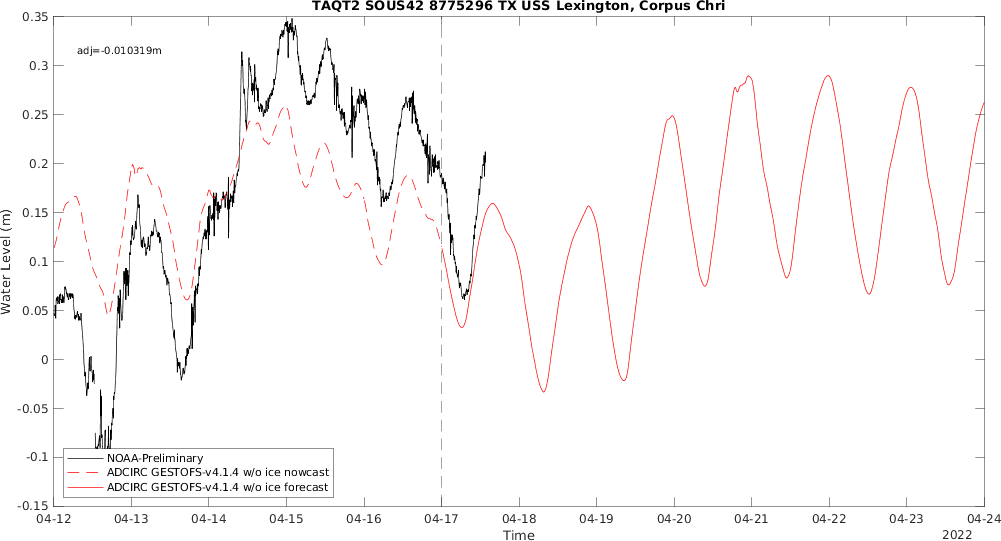 TAQT2 SOUS42 8775296 TX USS Lexington, Corpus Chri
adj=-0.010319m
0.35
0.3
0.25
0.2
0.15
0.1
0.05
0
-0.05
-0.1
-0.15
Water Level (m)
NOAA-Preliminary
ADCIRC GESTOFS-v4.1.4 w/o ice nowcast
ADCIRC GESTOFS-v4.1.4 w/o ice forecast
04-12 04-13 04-14 04-15 04-16 04-17 04-18 04-19 04-20 04-21 04-22 04-23 04-24
Time
2022